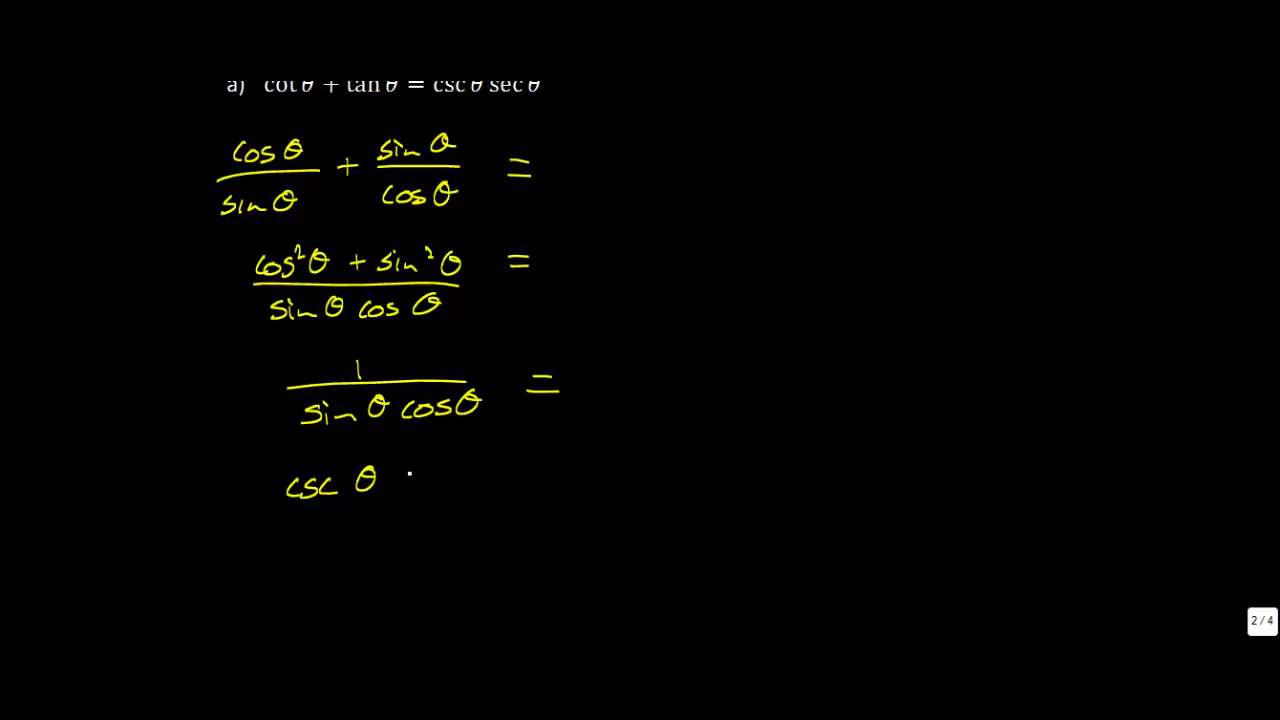 a) cot θ + tan θ = csc θ sec θ
cos θ / sin θ + sin θ / cos θ =
cos²θ + sin²θ / sin θ cos θ =
1 / sin θ cos θ =
csc θ
2 / 4